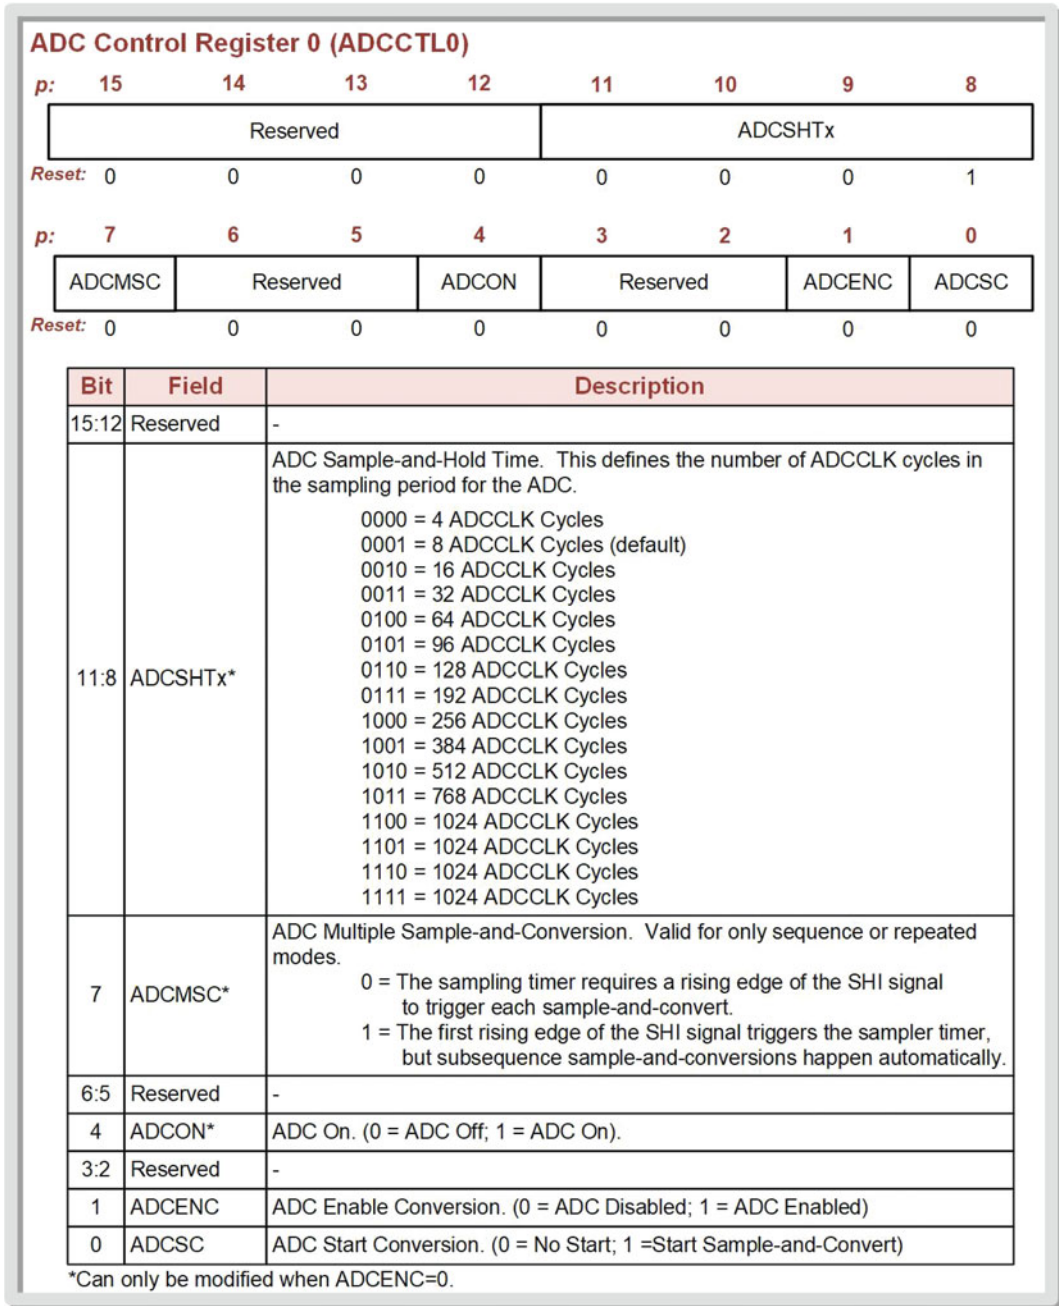 ADC Control Register 0 (ADCCTL0)
p: 15 14 13 12 11 10 9 8
Reserved ADCSHTx
Reset: 0 0 0 0 0 0 0 1
p: 7 6 5 4 3 2 1 0
ADCMSC Reserved ADCON Reserved ADCENC ADCSC
Reset: 0 0 0 0 0 0 0 0
Bit Field Description
15:12 Reserved -
ADC Sample-and-Hold Time. This defines the number of ADCCLK cycles in
the sampling period for the ADC.
0000 = 4 ADCCLK Cycles
0001 = 8 ADCCLK Cycles (default)
0010 = 16 ADCCLK Cycles
0011 = 32 ADCCLK Cycles
0100 = 64 ADCCLK Cycles
0101 = 96 ADCCLK Cycles
0110 = 128 ADCCLK Cycles
11:8 ADCSHTx*
0111 = 192 ADCCLK Cycles
1000 = 256 ADCCLK Cycles
1001 = 384 ADCCLK Cycles
1010 = 512 ADCCLK Cycles
1011 = 768 ADCCLK Cycles
1100 = 1024 ADCCLK Cycles
1101 = 1024 ADCCLK Cycles
1110 = 1024 ADCCLK Cycles
1111 = 1024 ADCCLK Cycles
ADC Multiple Sample-and-Conversion. Valid for only sequence or repeated
modes.
7 ADCMSC*
0 = The sampling timer requires a rising edge of the SHI signal
to trigger each sample-and-convert.
1 = The first rising edge of the SHI signal triggers the sampler timer,
but subsequence sample-and-conversions happen automatically.
6:5 Reserved -
4 ADCON* ADC On. (0 = ADC Off; 1 = ADC On).
3:2 Reserved -
1 ADCENC ADC Enable Conversion. (0 = ADC Disabled; 1 = ADC Enabled)
0 ADCSC ADC Start Conversion. (0 = No Start; 1 =Start Sample-and-Convert)
*Can only be modified when ADCENC=0.